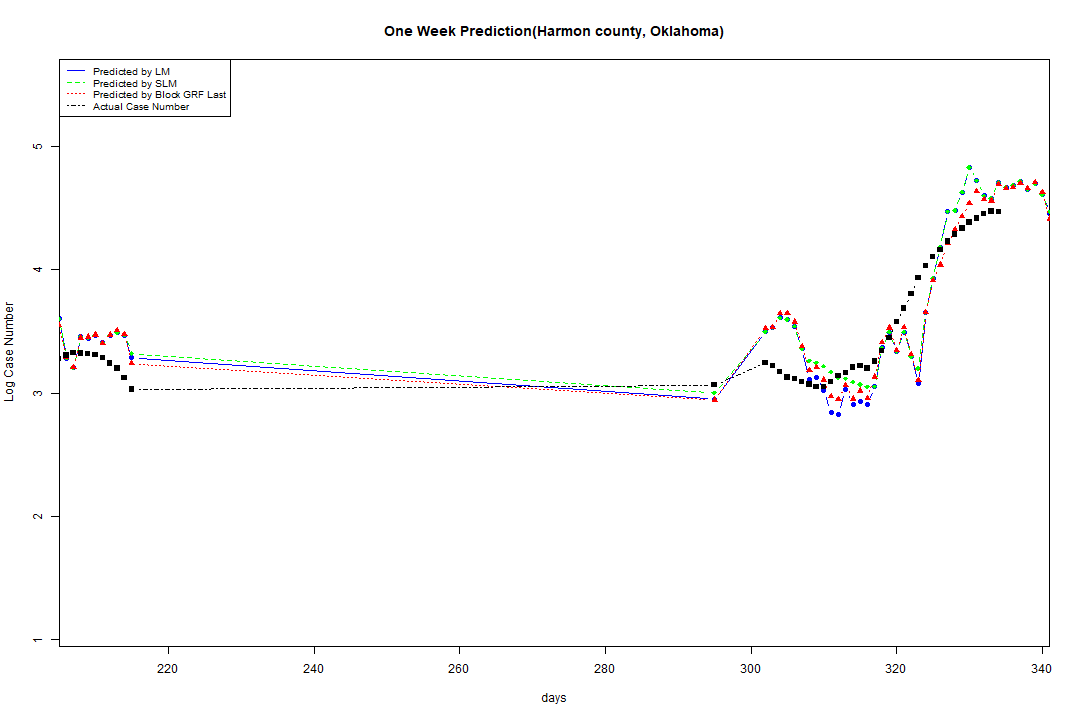 One Week Prediction(Harmon county, Oklahoma)
Predicted by LM
Predicted by SLM
Predicted by Block GRF Last
Actual Case Number
5
4
3
2
1
Log Case Number
220 240 260 280 300 320 340
days